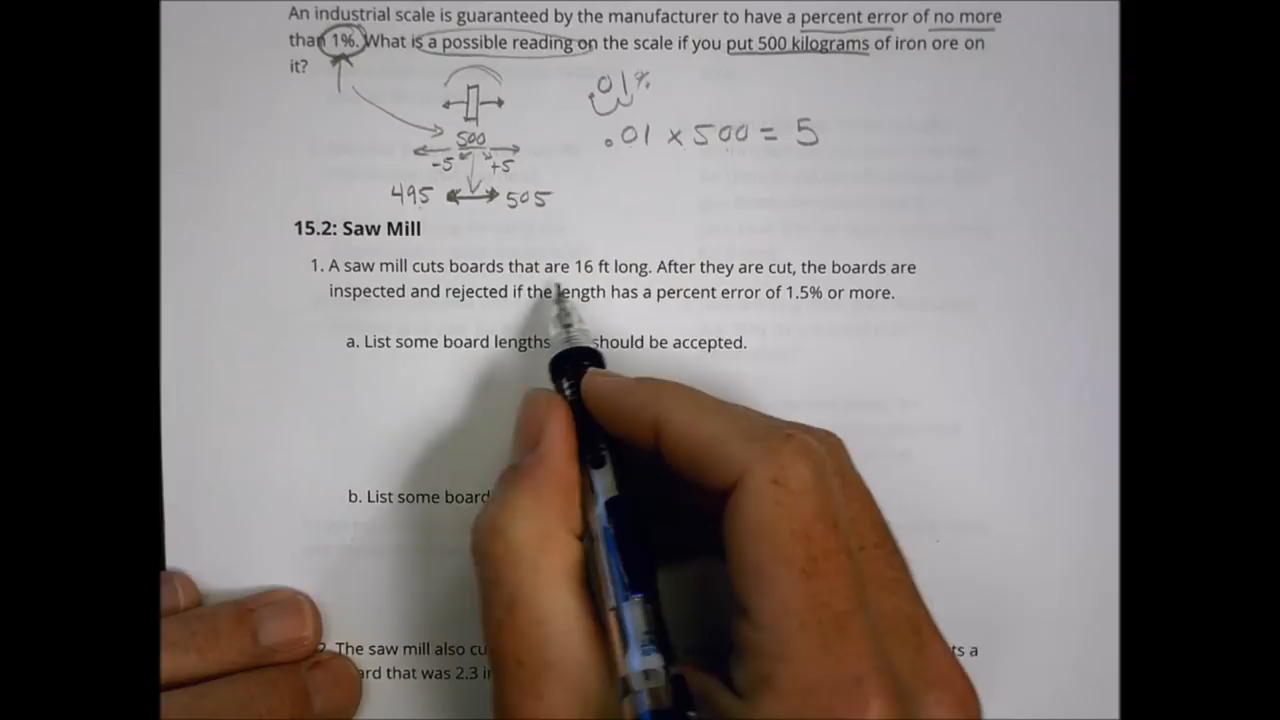 An industrial scale is guaranteed by the manufacturer to have a percent error of no more
than 1%. What is a possible reading on the scale if you put 500 kilograms of iron ore on
it?
01%
.01 x 500 = 5
500
-5 +5
495 505
15.2: Saw Mill
1. A saw mill cuts boards that are 16 ft long. After they are cut, the boards are
inspected and rejected if the length has a percent error of 1.5% or more.
a. List some board lengths should be accepted.
b. List some board
The saw mill also cu
2.3 in
that was
a